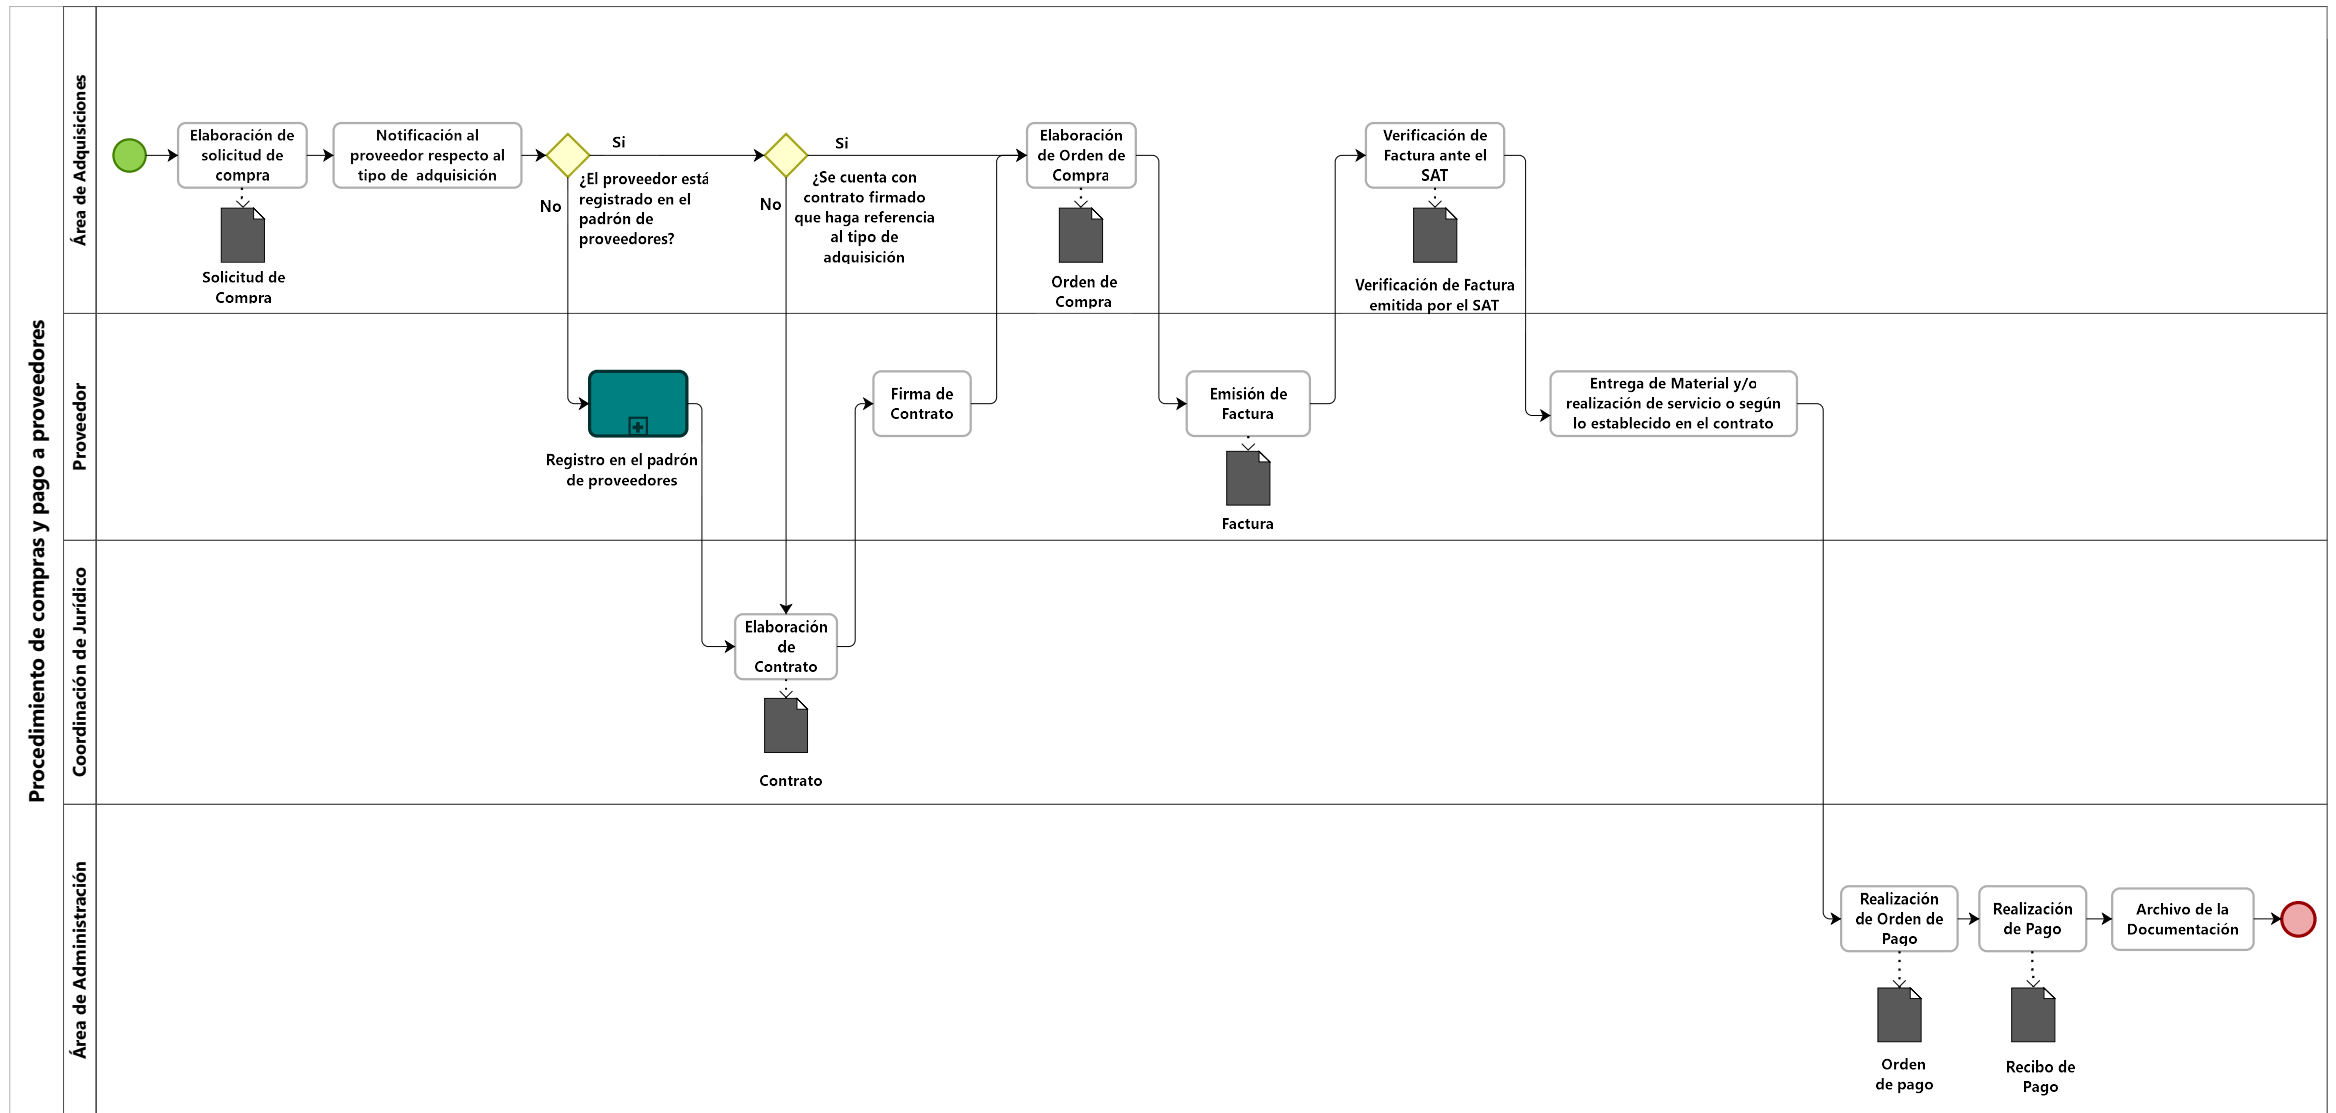 Procedimiento de compras y pago a proveedores
Área de Adquisiciones
Elaboración de
solicitud de
compra
Solicitud de
Compra
Notificación al
proveedor respecto al
tipo de adquisición
Si
No
¿El proveedor está
registrado en el
padrón de
proveedores?
Si
No
¿Se cuenta con
contrato firmado
que haga referencia
al tipo de
adquisición
Elaboración
de Orden de
Compra
Orden de
Compra
Verificación de
Factura ante el
SAT
Verificación de Factura
emitida por el SAT
Proveedor
Registro en el padrón
de proveedores
Firma de
Contrato
Emisión de
Factura
Factura
Entrega de Material y/o
realización de servicio o según
lo establecido en el contrato
Coordinación de Jurídico
Elaboración
de
Contrato
Contrato
Área de Administración
Realización
de Orden de
Pago
Orden
de pago
Realización
de Pago
Recibo de
Pago
Archivo de la
Documentación